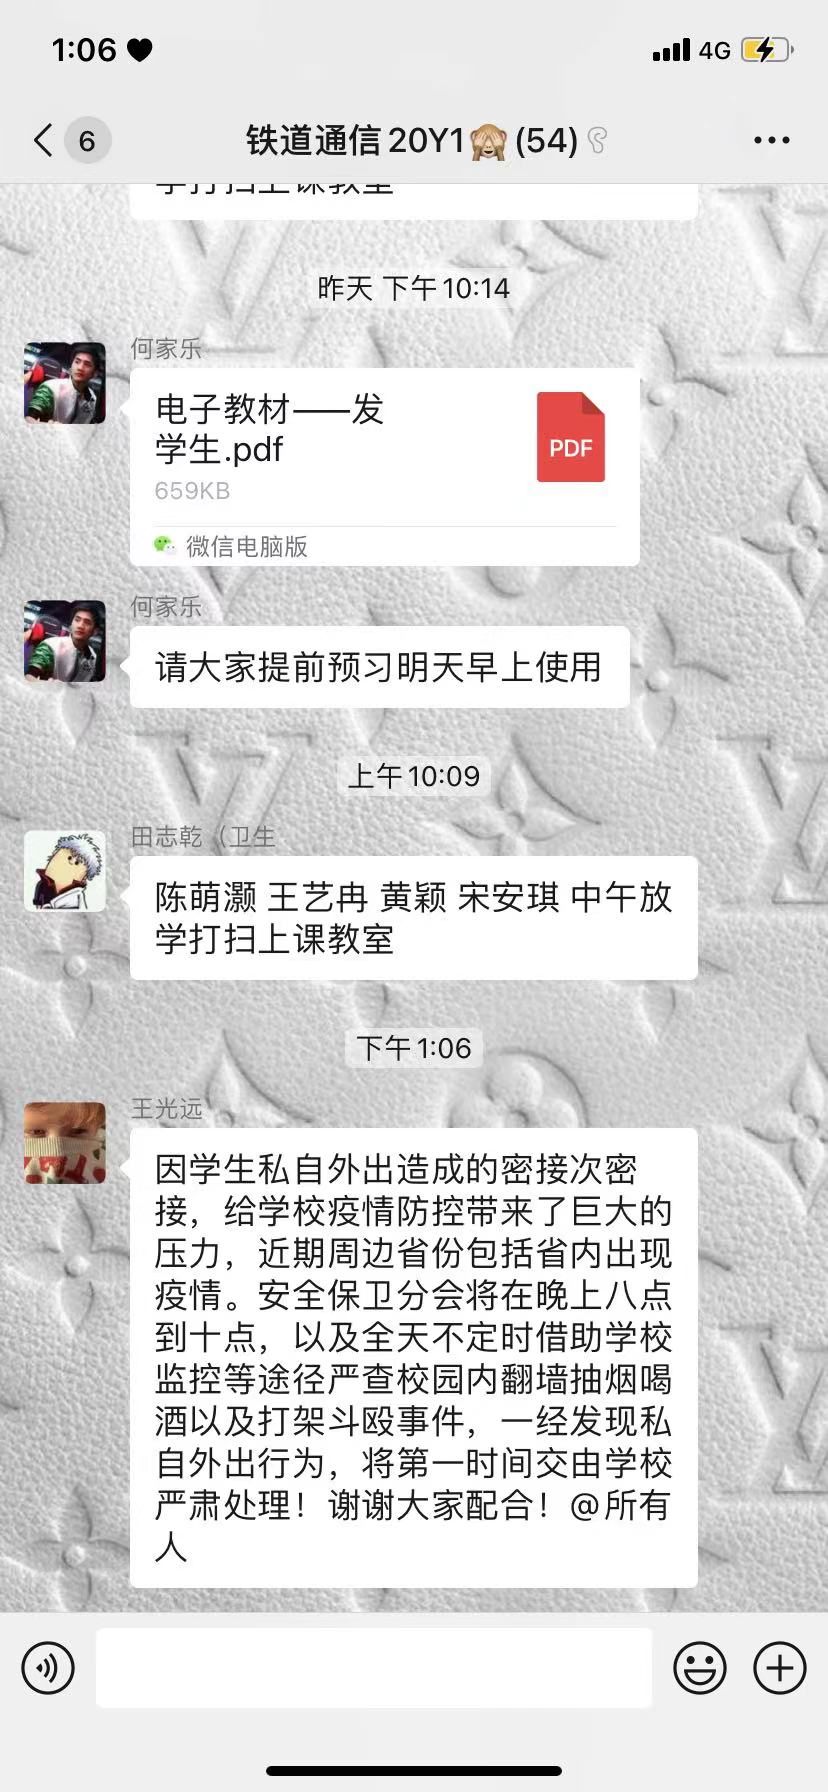 1:06
4G
6
铁道通信20Y1🙈(54)
学打扫上课教室
昨天 下午10:14
何家乐
电子教材——发
学生.pdf
PDF
659KB
微信电脑版
何家乐
请大家提前预习明天早上使用
上午10:09
田志乾（卫生
陈萌灏 王艺冉 黄颖 宋安琪 中午放
学打扫上课教室
下午1:06
王光远
因学生私自外出造成的密接次密
接，给学校疫情防控带来了巨大的
压力，近期周边省份包括省内出现
疫情。安全保卫分会将在晚上八点
到十点，以及全天不定时借助学校
监控等途径严查校园内翻墙抽烟喝
酒以及打架斗殴事件，一经发现私
自外出行为，将第一时间交由学校
严肃处理！谢谢大家配合！@所有
人